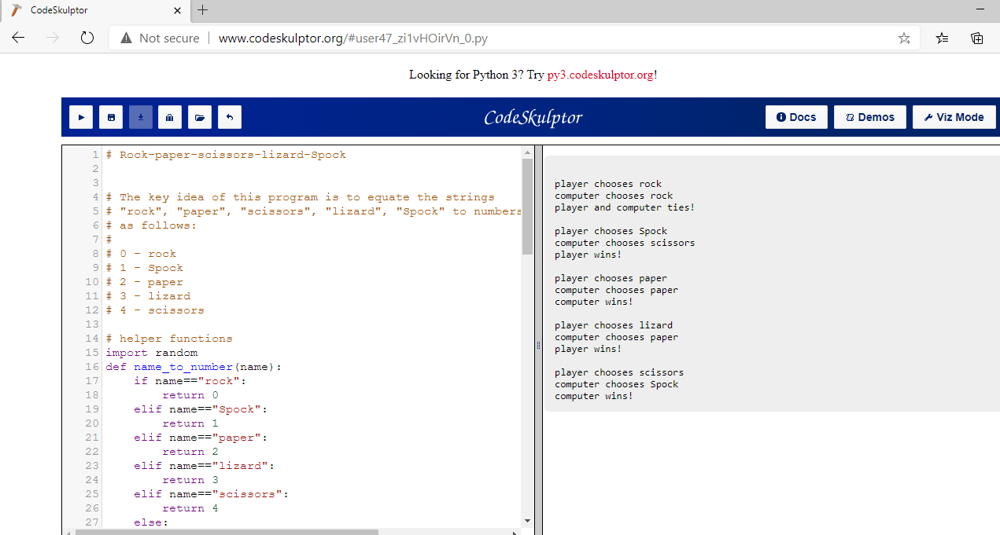 CodeSkulptor
Not secure www.codeskulptor.org/#user47_zi1vHOirVn_0.py
Looking for Python 3? Try py3.codeskulptor.org!
CodeSkulptor
Docs
Demos
Viz Mode
1 # Rock-paper-scissors-lizard-Spock
2
3
4 # The key idea of this program is to equate the strings
5 # "rock", "paper", "scissors", "lizard", "Spock" to numbers
6 # as follows:
7 #
8 # 0 - rock
9 # 1 - Spock
10 # 2 - paper
11 # 3 - lizard
12 # 4 - scissors
13
14 # helper functions
15 import random
16 def name_to_number(name):
17 if name=="rock":
18 return 0
19 elif name=="Spock":
20 return 1
21 elif name=="paper":
22 return 2
23 elif name=="lizard":
24 return 3
25 elif name=="scissors":
26 return 4
27 else:
player chooses rock
computer chooses rock
player and computer ties!
player chooses Spock
computer chooses scissors
player wins!
player chooses paper
computer chooses paper
computer wins!
player chooses lizard
computer chooses paper
player wins!
player chooses scissors
computer chooses Spock
computer wins!